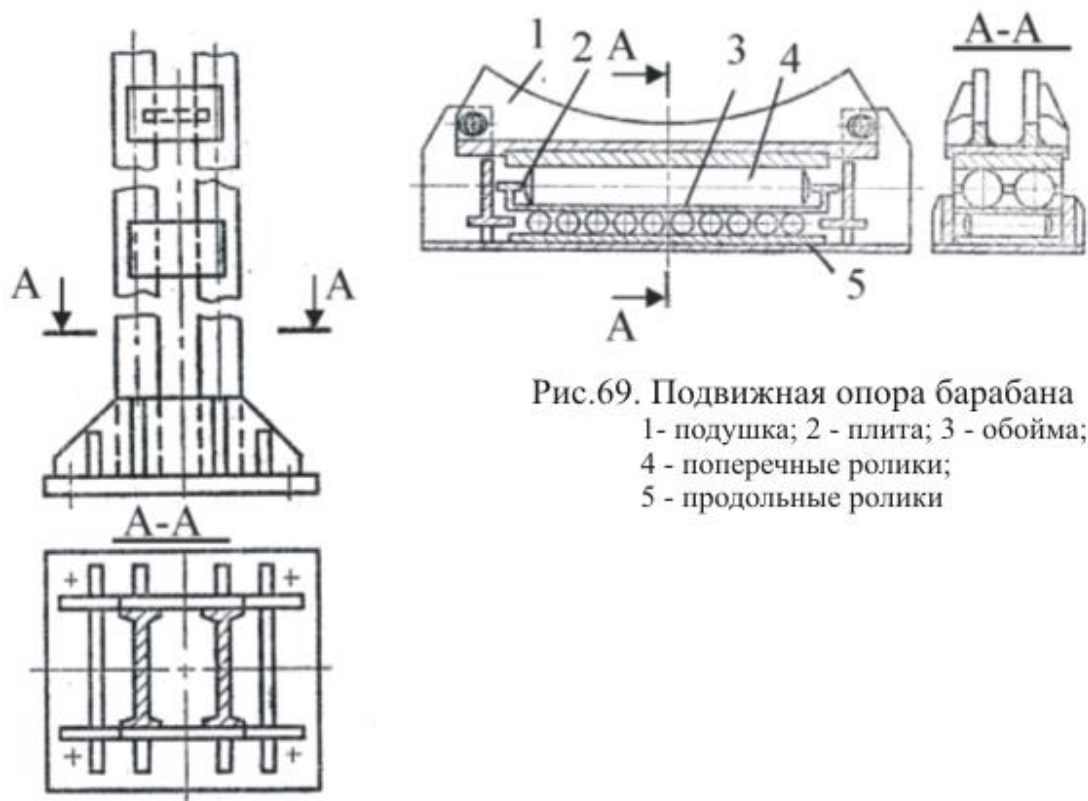 1
2
А
3
4
А-А
А
А
5
А
Рис.69. Подвижная опора барабана
1- подушка; 2 - плита; 3 - обойма;
4 - поперечные ролики;
5 - продольные ролики
А-А